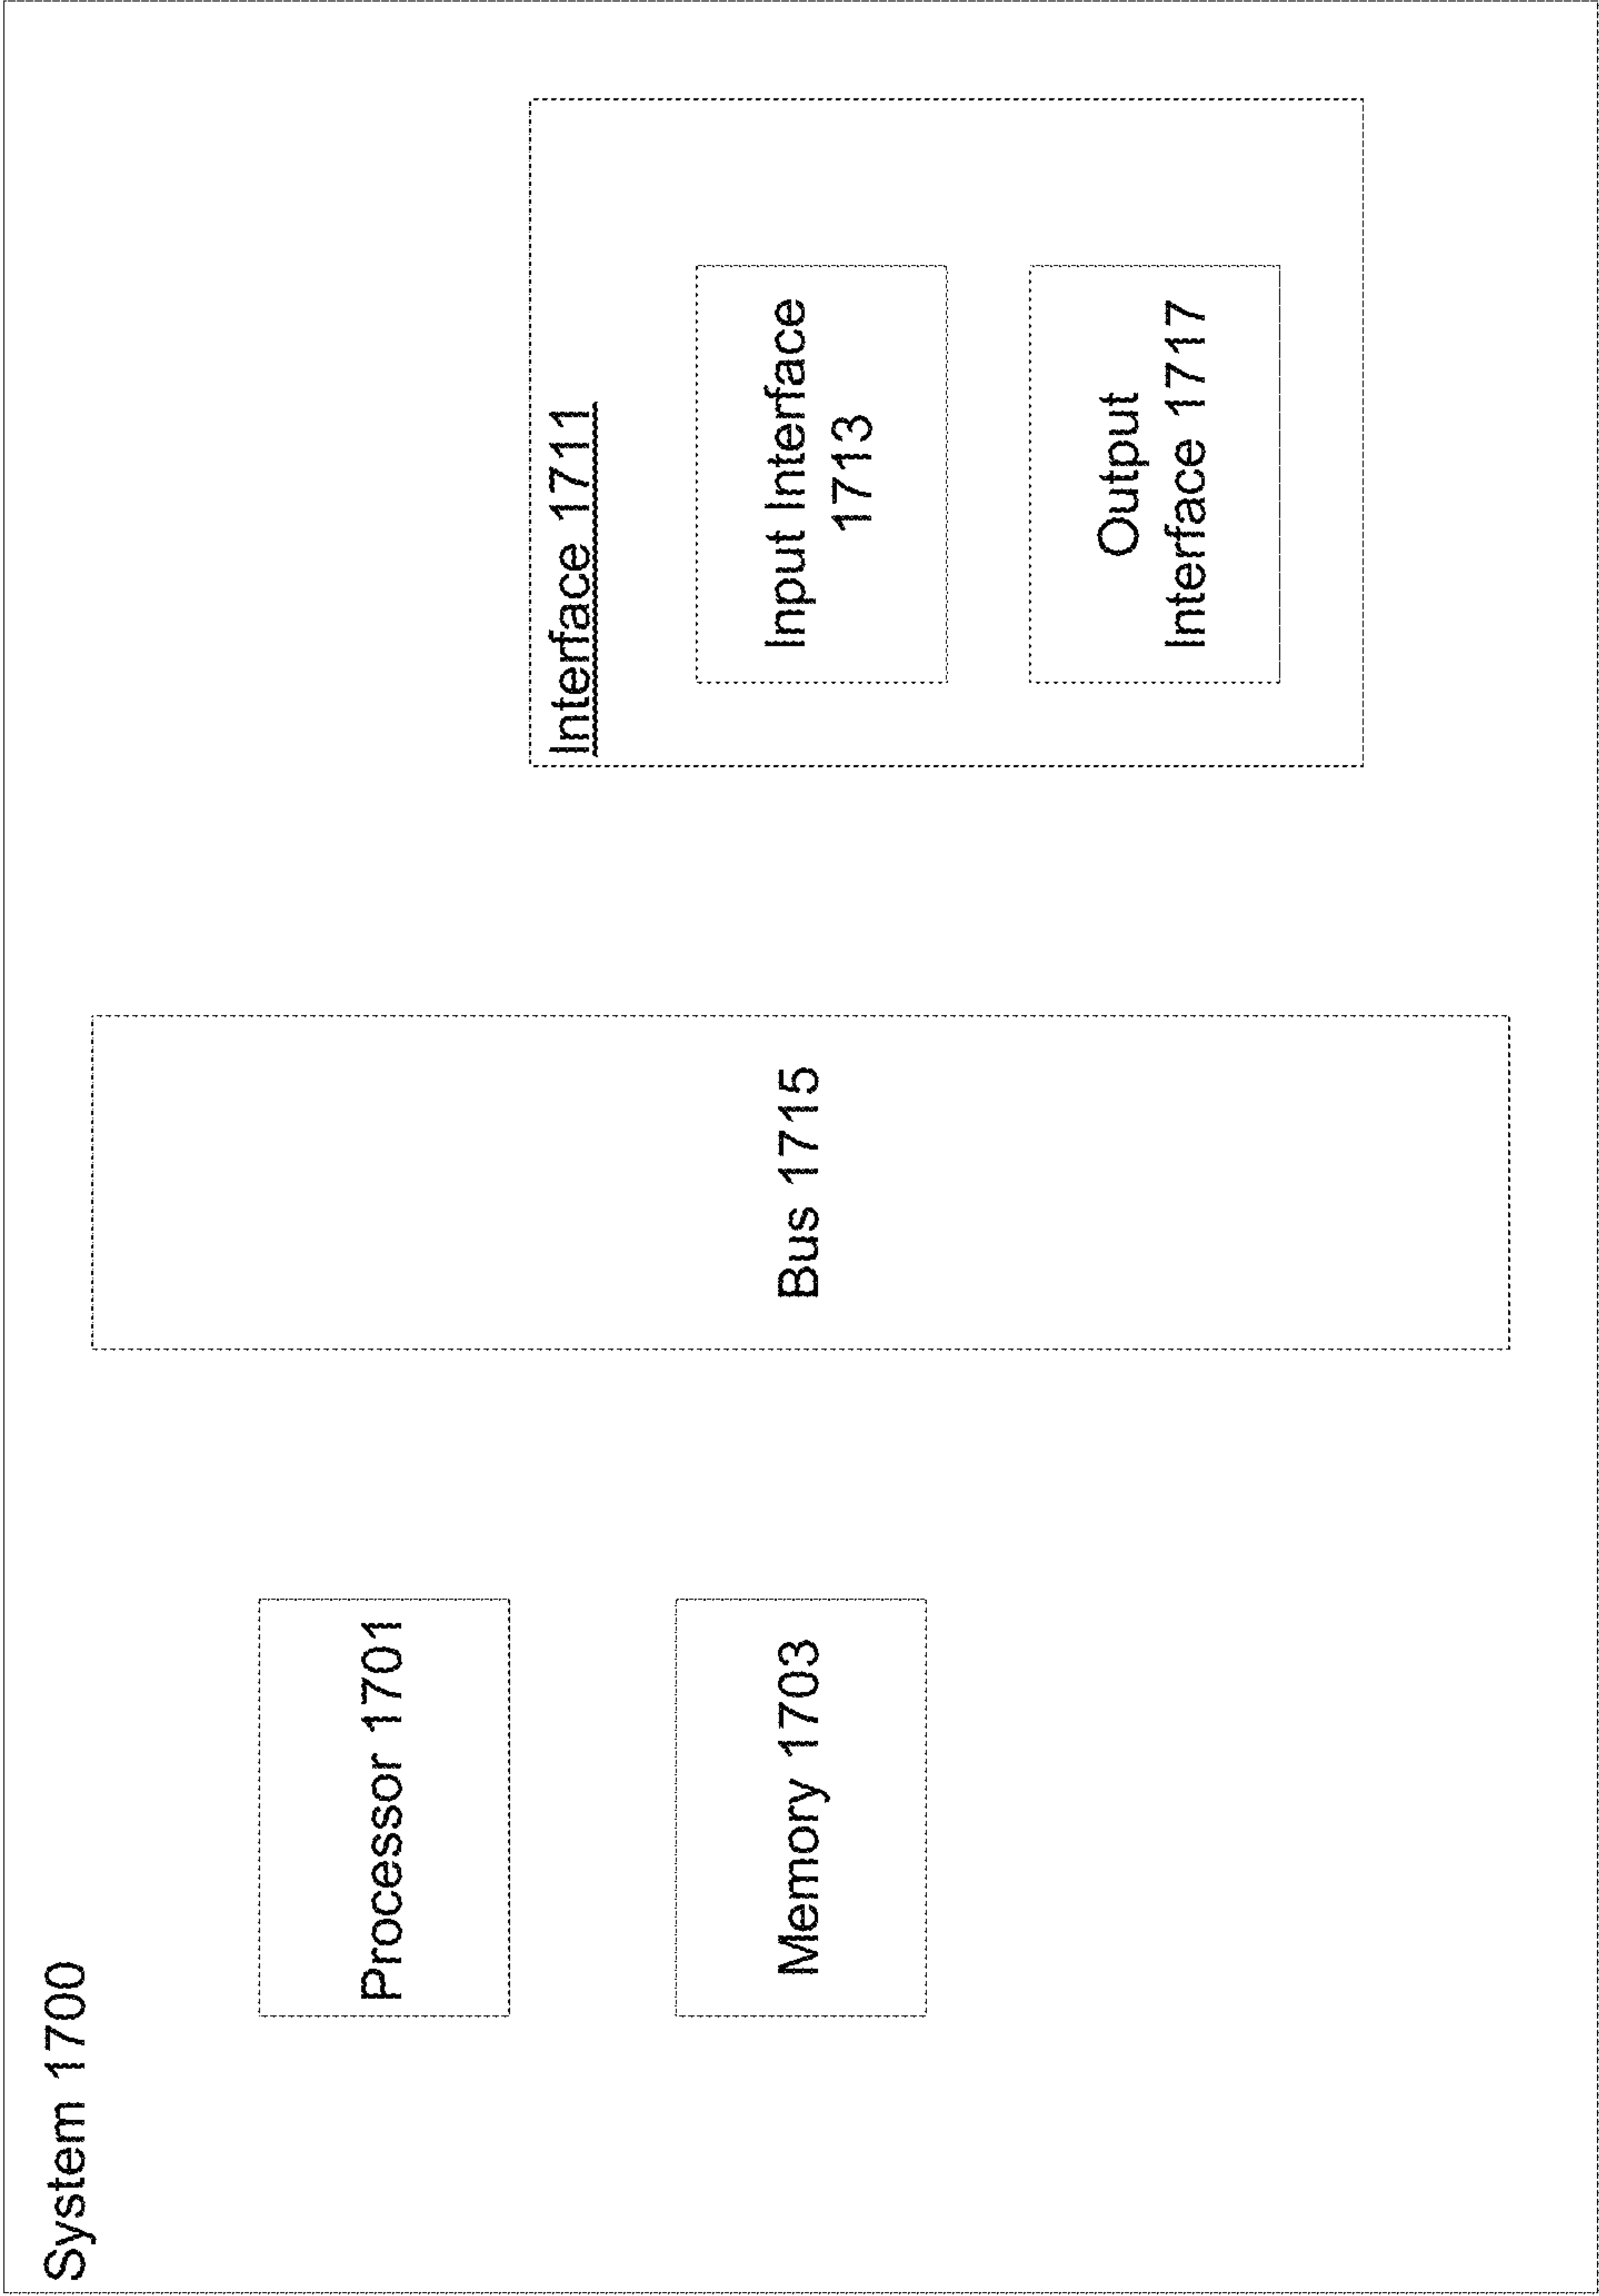 System 1700
Processor 1701
Memory 1703
Bus 1715
Interface 1711
Input Interface
1713
Output
Interface 1717